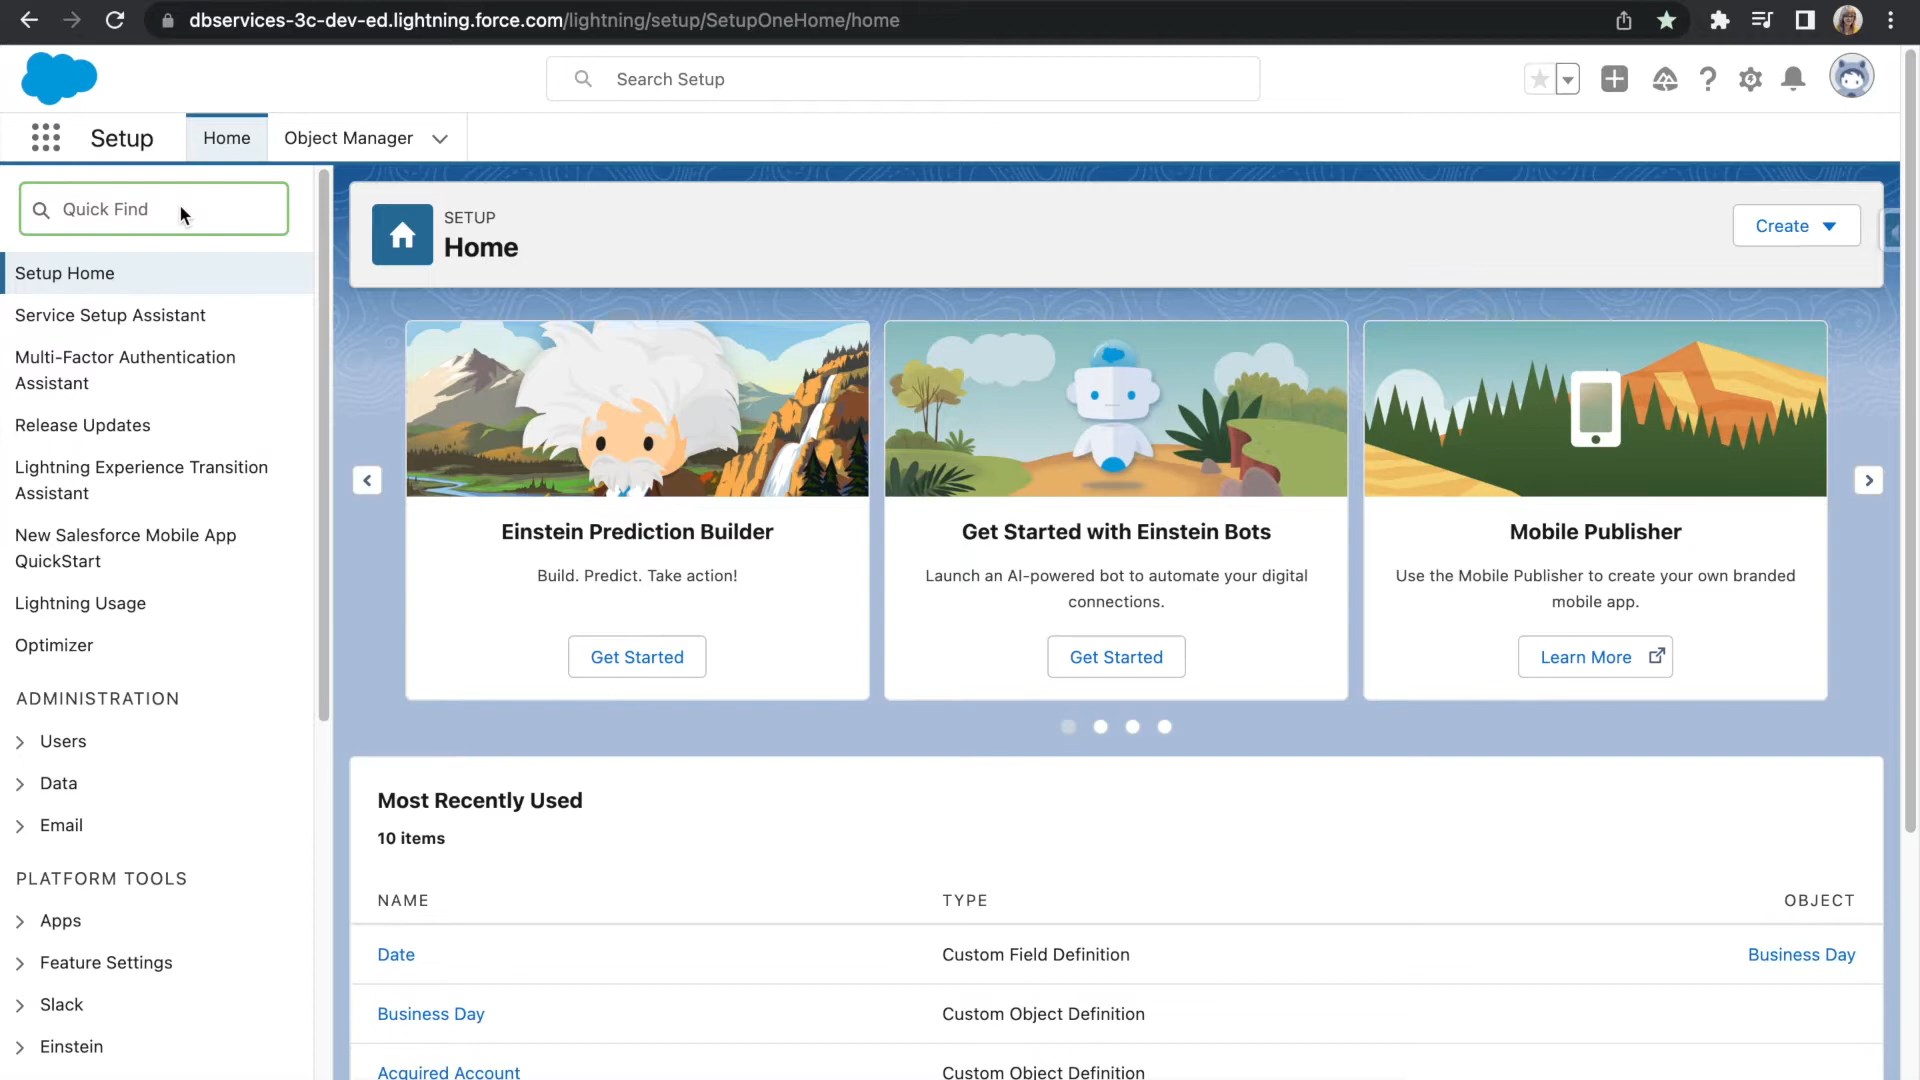 dbservices-3c-dev-ed.lightning.force.com/lightning/setup/SetupOneHome/home
Search Setup
Setup
Home
Object Manager
Quick Find
Setup Home
Service Setup Assistant
Multi-Factor Authentication
Assistant
Release Updates
Lightning Experience Transition
Assistant
New Salesforce Mobile App
QuickStart
Lightning Usage
Optimizer
ADMINISTRATION
Users
Data
Email
PLATFORM TOOLS
Apps
Feature Settings
Slack
Einstein
SETUP
Home
Create
Einstein Prediction Builder
Build. Predict. Take action!
Get Started
Get Started with Einstein Bots
Launch an AI-powered bot to automate your digital
connections.
Get Started
Mobile Publisher
Use the Mobile Publisher to create your own branded
mobile app.
Learn More
Most Recently Used
10 items
NAME TYPE OBJECT
Date Custom Field Definition Business Day
Business Day Custom Object Definition
Acquired Account Custom Object Definition